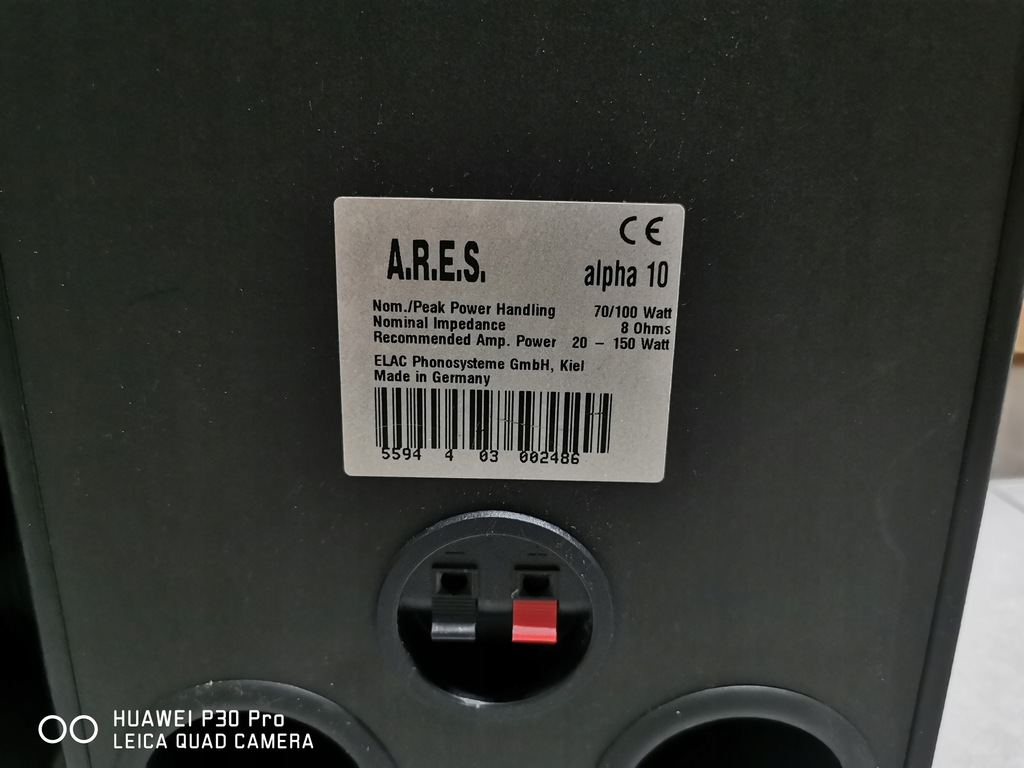 CE
A.R.E.S.
alpha 10
Nom./Peak Power Handling 70/100 Watt
Nominal Impedance 8 Ohms
Recommended Amp. Power 20 – 150 Watt
ELAC Phonosysteme GmbH, Kiel
Made in Germany
5594 4 03 002486
HUAWEI P30 Pro
LEICA QUAD CAMERA